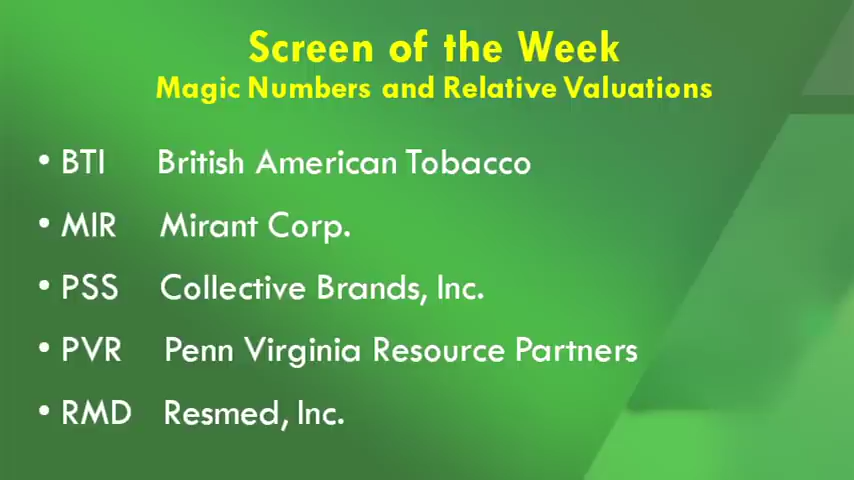 Screen of the Week
Magic Numbers and Relative Valuations
• BTI British American Tobacco
• MIR Mirant Corp.
• PSS Collective Brands, Inc.
• PVR Penn Virginia Resource Partners
• RMD Resmed, Inc.